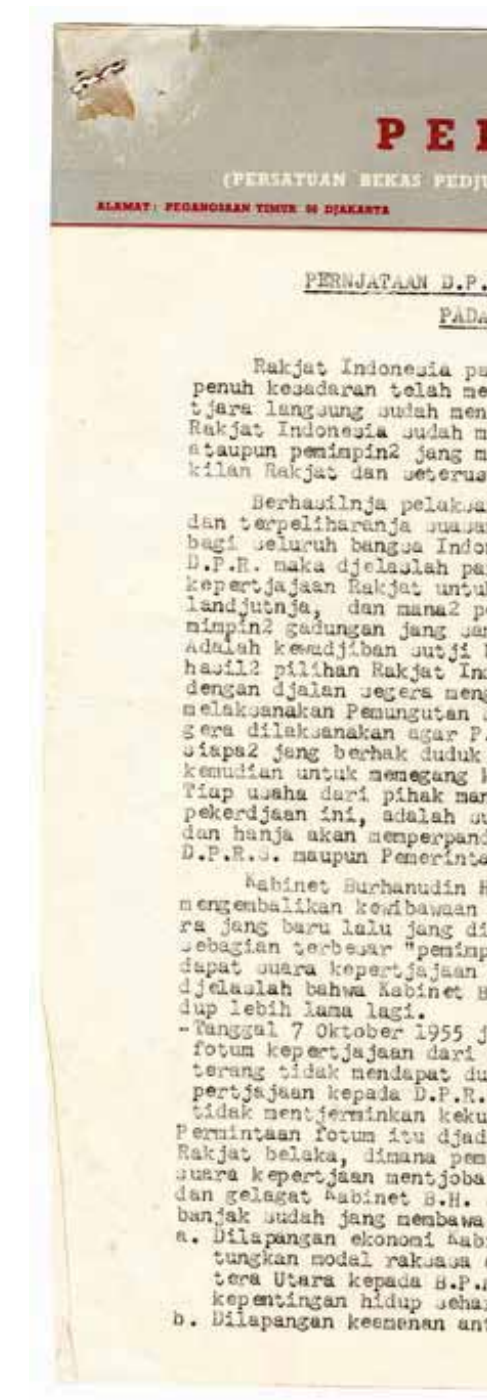 PE
(PERSATUAN BEKAS PEDJU
ALAMAT: PEGANGSAAN TIMUR 56 DJAKARTA
PERNJATAAN D.P.
PADA
Rakjat Indonesia pa
penuh kesadaran telah me
tjara langsung sudah men
Rakjat Indonesia sudah m
ataupun pemimpin2 jang m
kilan Rakjat dan seterus
Berhasilnja pelaksa
dan terpeliharanja suasan
bagi seluruh bangsa Indo
D.P.R. maka djelaslah pa
kepertjajaan Rakjat untu
landjutnja, dan mana2 p
mimpin2 gadungan jang
Adalah kewadjiban sutji
hasil2 pilihan Rakjat In
dengan djalan segera meng
melaksanakan Pemungutan
gera dilaksanakan agar P.
siapa2 jang berhak duduk
kemudian untuk memegang k
Tiap usaha dari pihak man
pekerdjaan ini, adalah su
dan hanja akan memperpand
D.P.R.S. maupun Pemerinta
Kabinet Burhanudin H
mengembalikan kewibawaan
ra jang baru lalu jang di
sebagian terbesar "pemimp
dapat suara kepertjajaan
djelaslah bahwa Kabinet B
dup lebih lama lagi.
-Tanggal 7 Oktober 1955 j
fotum kepertjajaan dari
terang tidak mendapat du
pertjajaan kepada D.P.R.
tidak mentjerminkan keku
Permintaan fotum itu djad
Rakjat belaka, dimana pem
suara kepertjaan mentjoba
dan gelagat Kabinet B.H.
banjak sudah jang membawa
a. Dilapangan ekonomi Kabi
tungkan modal raksasa
tera Utara kepada B.P.
kepentingan hidup sehar
b. Dilapangan keamenan ant